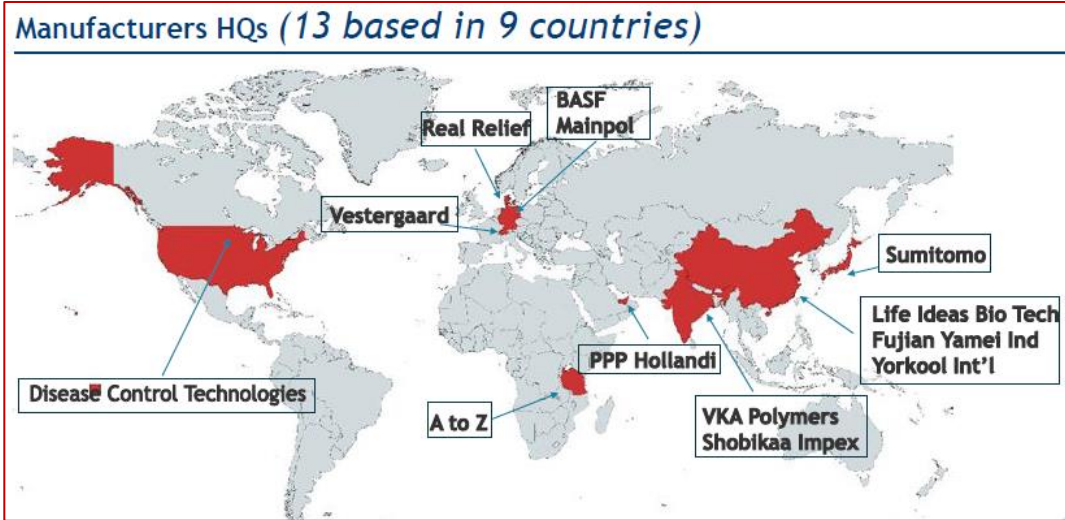 Manufacturers HQs (13 based in 9 countries)
BASF
Mainpol
Real Relief
Vestergaard
Sumitomo
Life Ideas Bio Tech
Fujian Yamei Ind
Yorkool Int'l
PPP Hollandi
Disease Control Technologies
A to Z
VKA Polymers
Shobikaa Impex